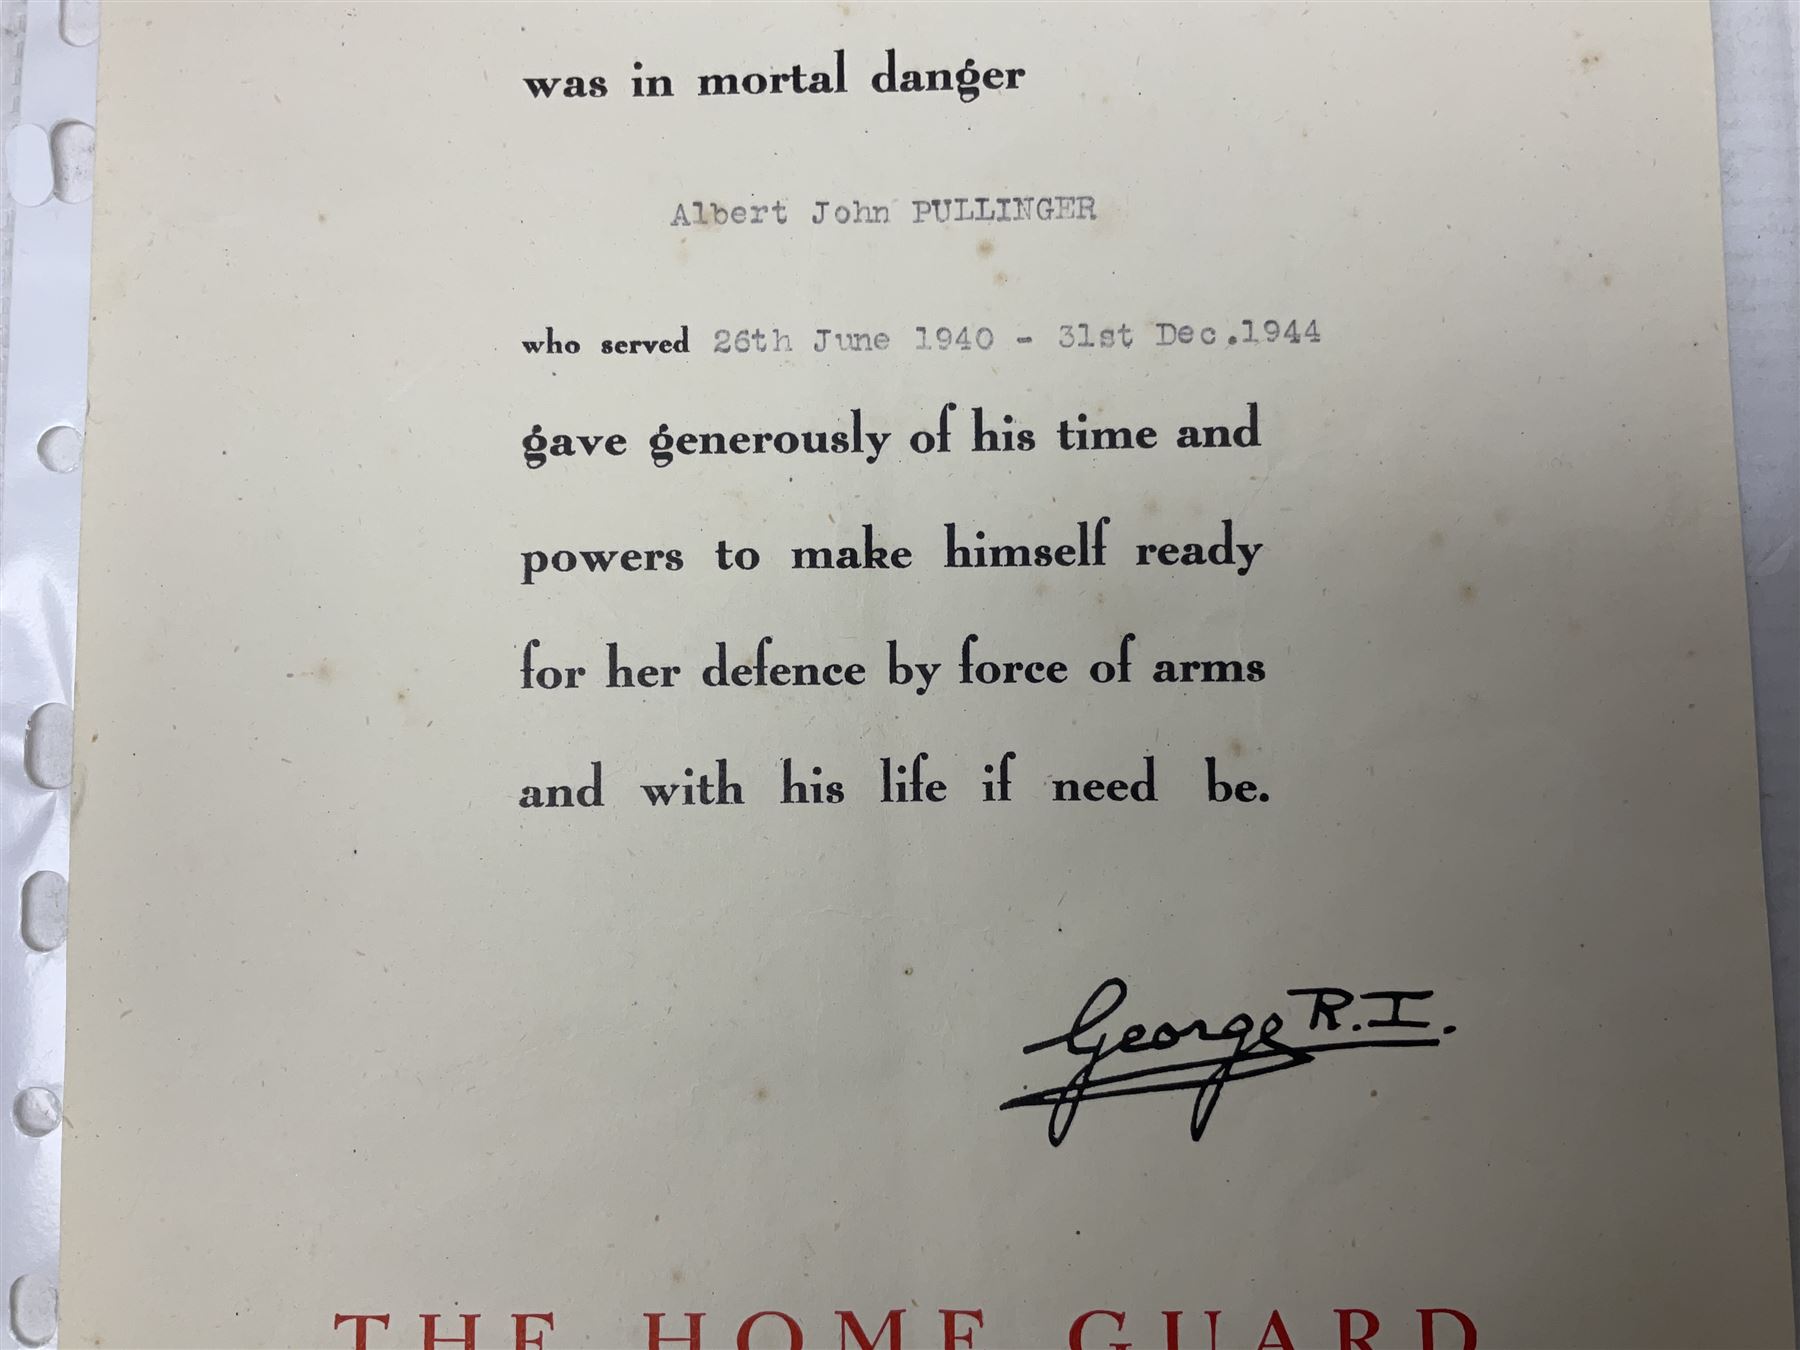 was in mortal danger
Albert John PULLINGER
who served 26th June 1940 - 31st Dec.1944
gave generously of his time and
powers to make himself ready
for her defence by force of arms
and with his life if need be.
George R.I.
THE HOME GUARD